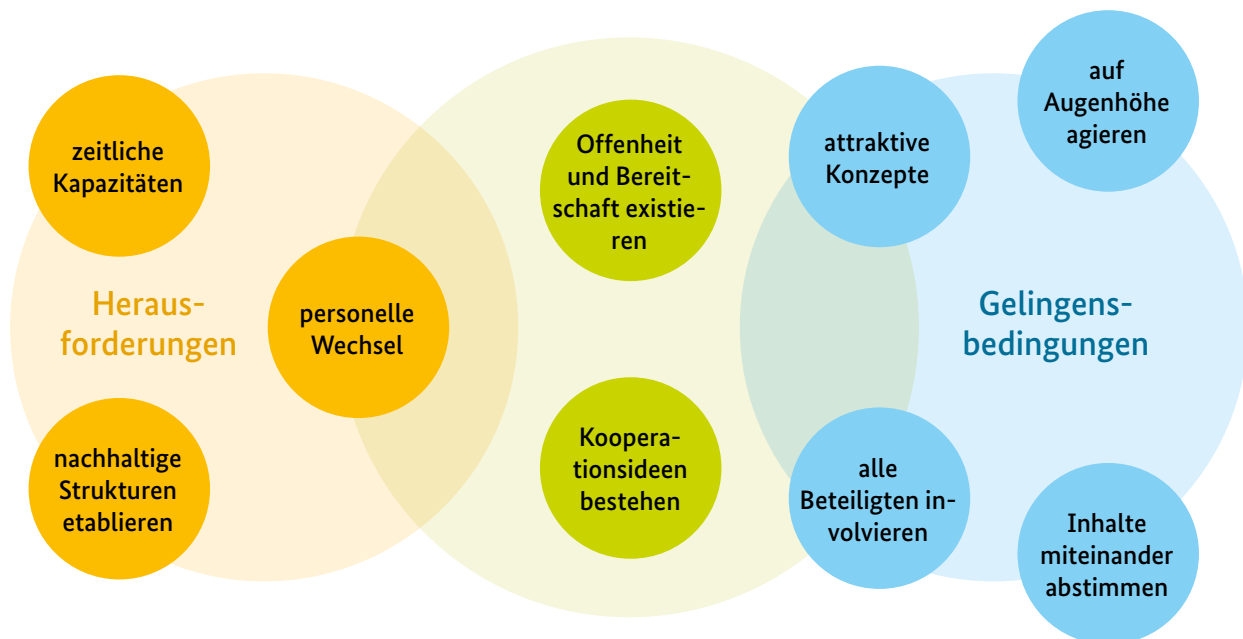 zeitliche
Kapazitäten
Heraus-
forderungen
personelle
Wechsel
nachhaltige
Strukturen
etablieren
Offenheit
und Bereit-
schaft existie-
ren
Koopera-
tionsideen
bestehen
attraktive
Konzepte
auf
Augenhöhe
agieren
Gelingens-
bedingungen
alle
Beteiligten in-
volvieren
Inhalte
miteinander
abstimmen